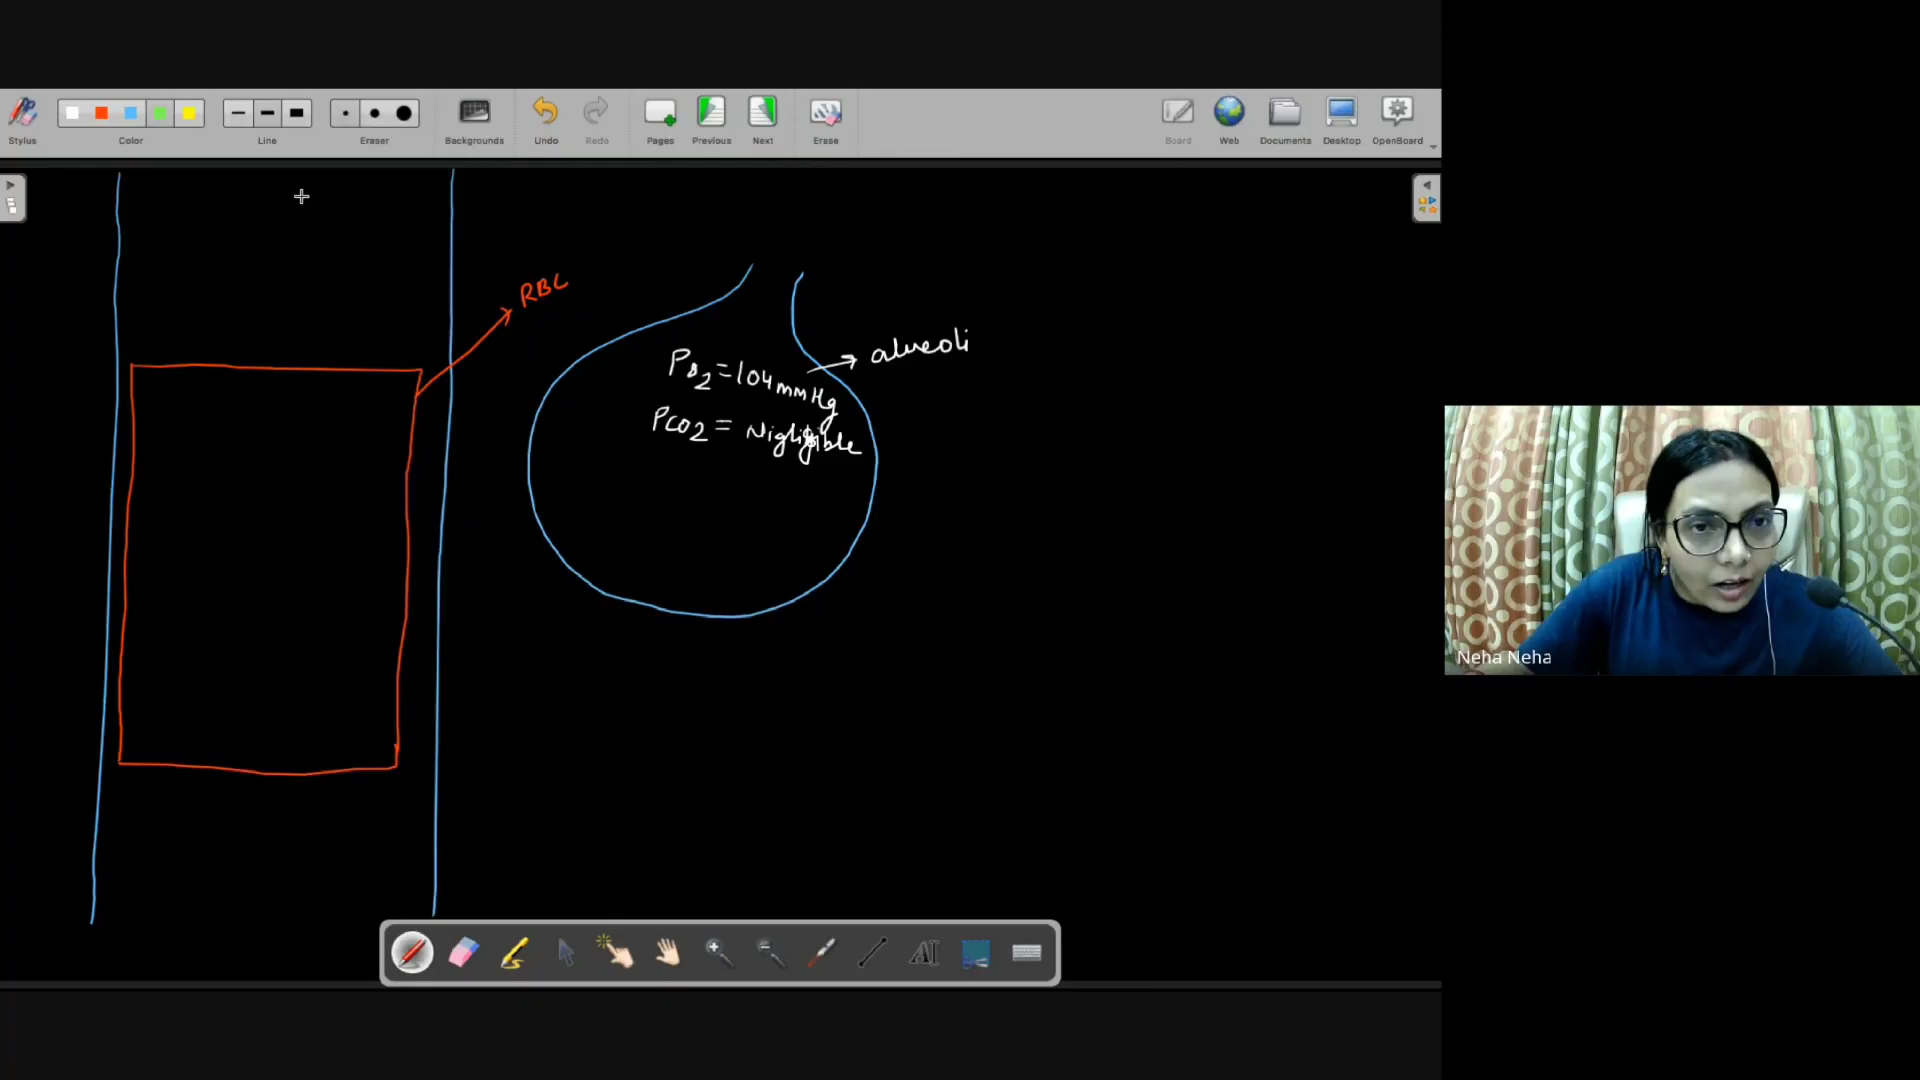 Stylus
Color
Line
Eraser
Backgrounds
Undo
Redo
Pages
Previous
Next
Erase
Board
Web
Documents
Desktop
OpenBoard
RBC
alveoli
PO2 = 104 mmHg
PCO2 = Nigligible
Neha Neha
AI